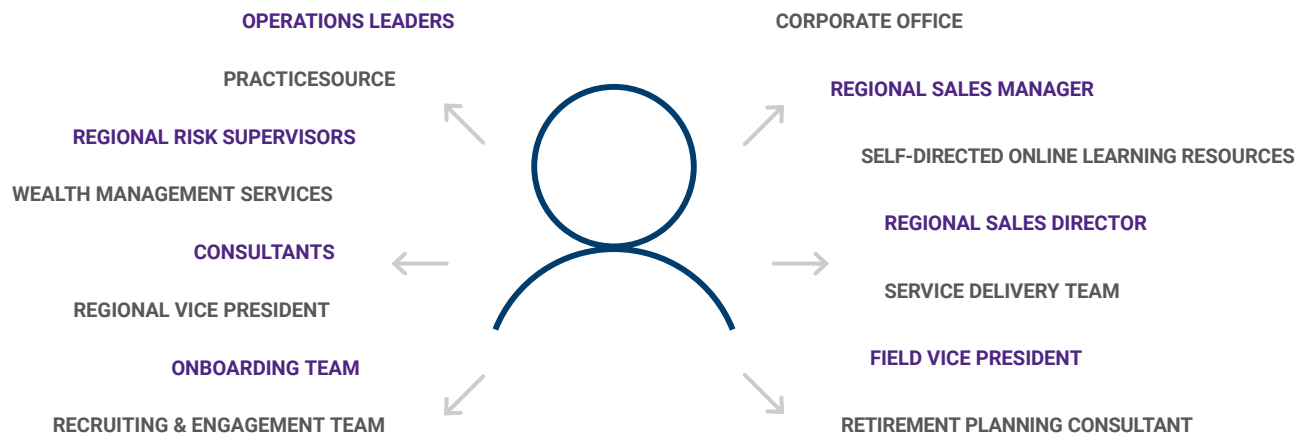 OPERATIONS LEADERS
PRACTICESOURCE
REGIONAL RISK SUPERVISORS
WEALTH MANAGEMENT SERVICES
CONSULTANTS
REGIONAL VICE PRESIDENT
ONBOARDING TEAM
RECRUITING & ENGAGEMENT TEAM
CORPORATE OFFICE
REGIONAL SALES MANAGER
SELF-DIRECTED ONLINE LEARNING RESOURCES
REGIONAL SALES DIRECTOR
SERVICE DELIVERY TEAM
FIELD VICE PRESIDENT
RETIREMENT PLANNING CONSULTANT